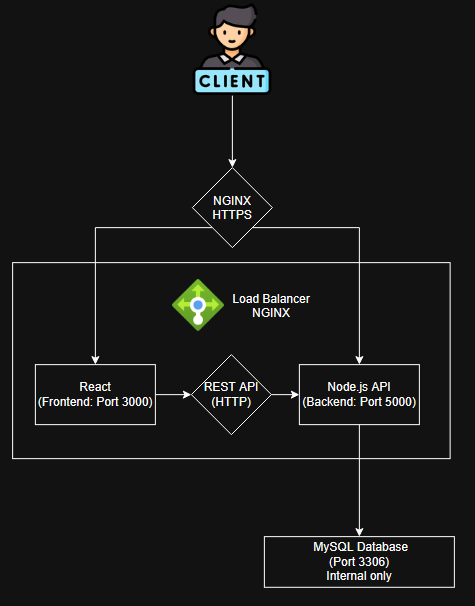 CLIENT
NGINX
HTTPS
Load Balancer
NGINX
React
(Frontend: Port 3000)
REST API
(HTTP)
Node.js API
(Backend: Port 5000)
MySQL Database
(Port 3306)
Internal only